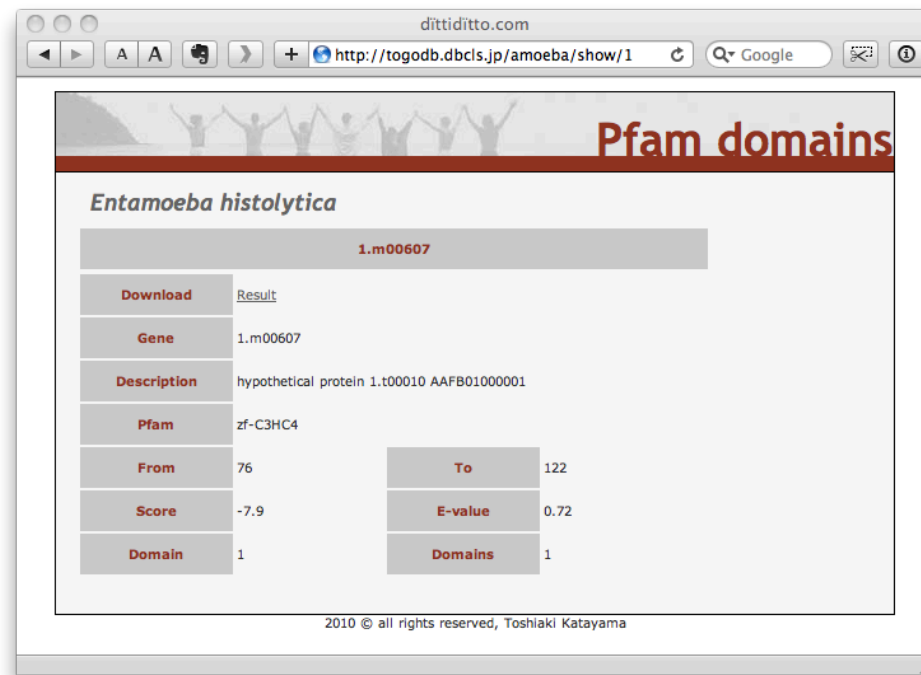 dïttidïtto.com
A A + http://togodb.dbcls.jp/amoeba/show/1 Google
Pfam domains
Entamoeba histolytica
1.m00607
Download Result
Gene 1.m00607
Description hypothetical protein 1.t00010 AAFB01000001
Pfam zf-C3HC4
From 76 To 122
Score -7.9 E-value 0.72
Domain 1 Domains 1
2010 © all rights reserved, Toshiaki Katayama